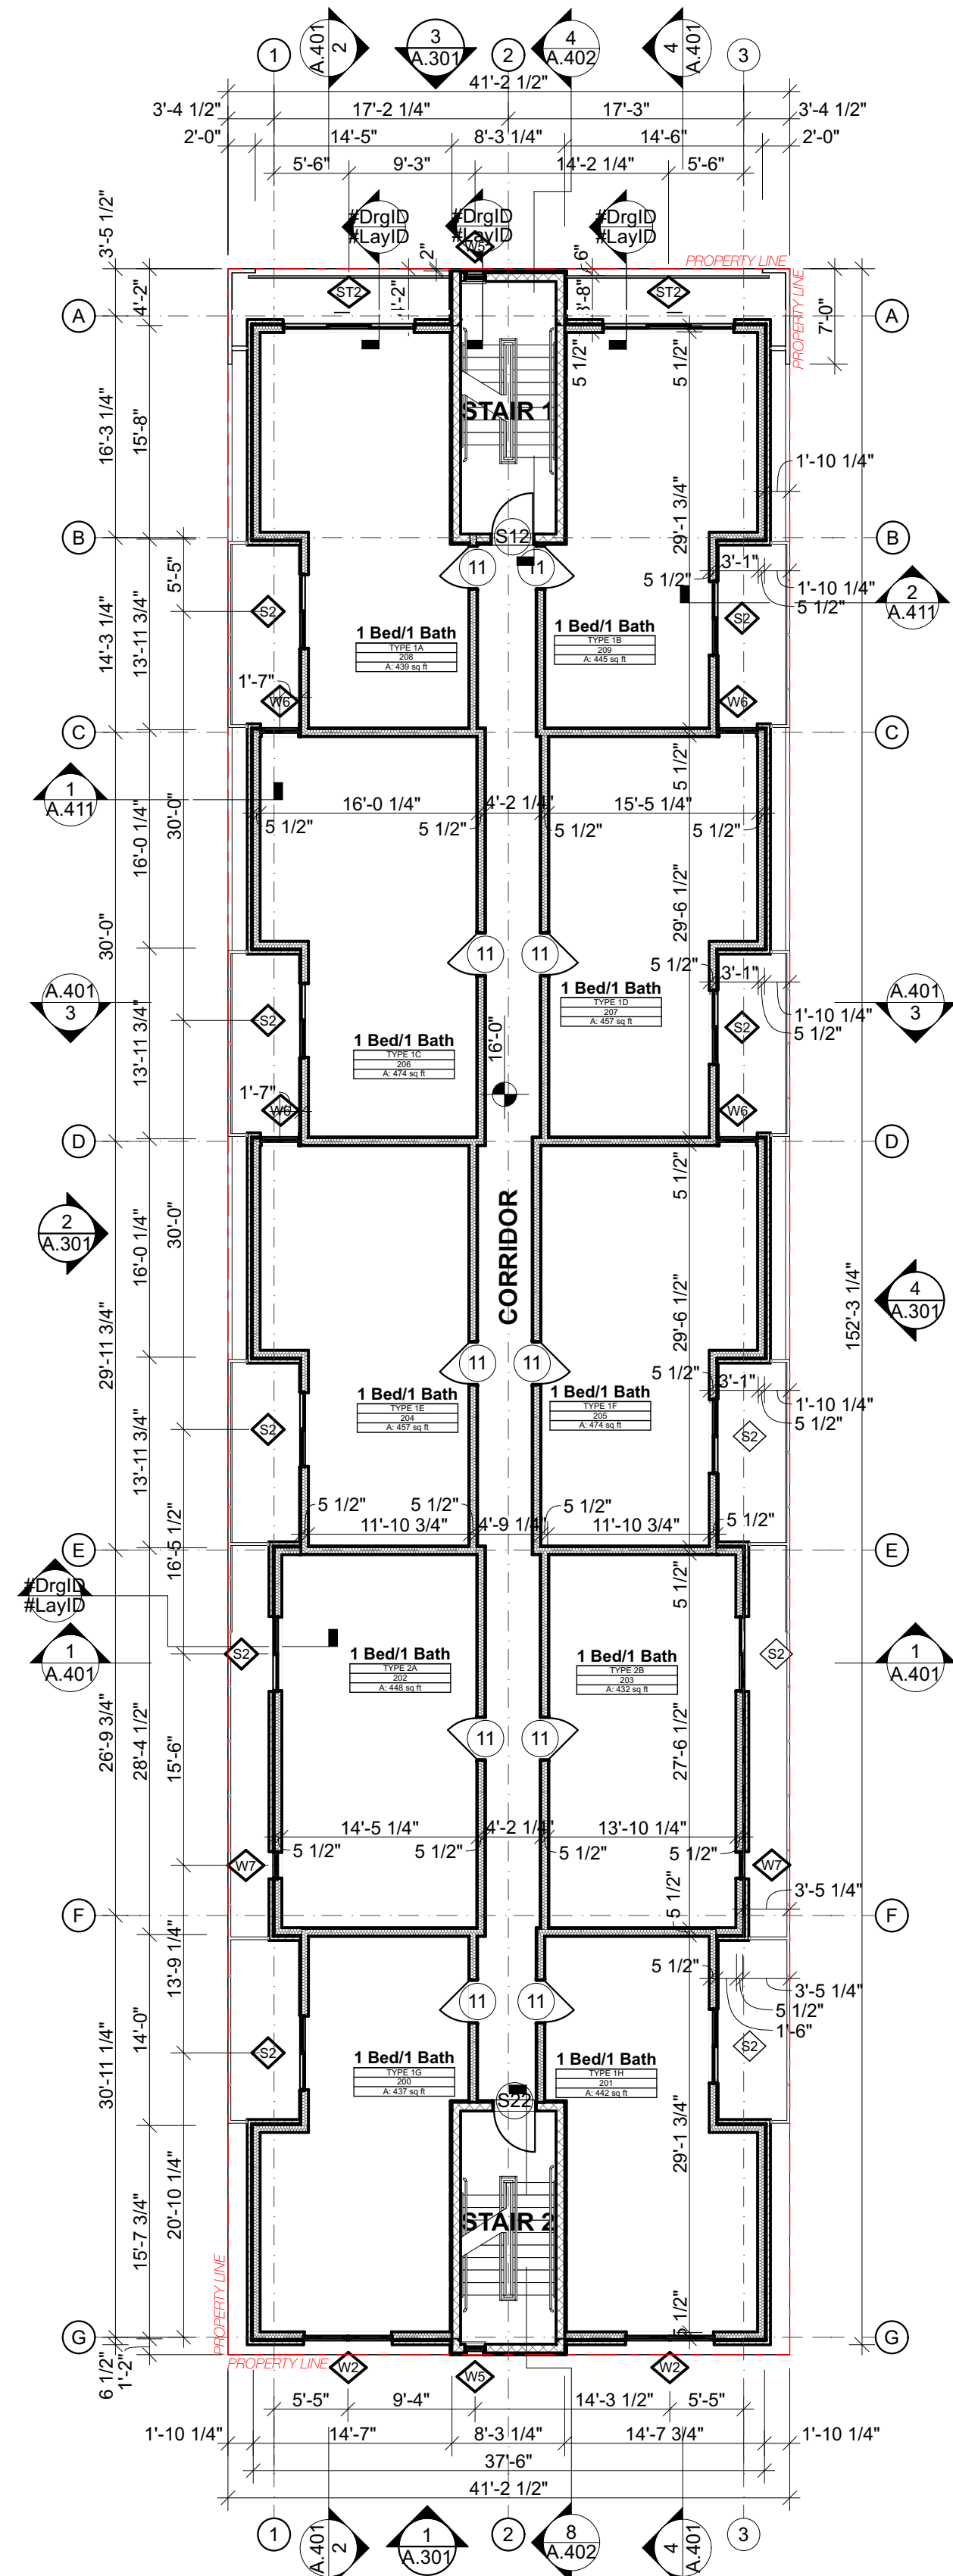 1
A.401
2
3
A.301
2
4
A.402
4
A.401
3
41'-2 1/2"
3'-4 1/2"
17'-2 1/4"
17'-3"
3'-4 1/2"
2'-0"
14'-5"
8'-3 1/4"
14'-6"
2'-0"
5'-6"
9'-3"
14'-2 1/4"
5'-6"
#DrgID
#LayID
#DrgID
#LayID
#DrgID
#LayID
W5
PROPERTY LINE
PROPERTY LINE
3'-5 1/2"
4'-2"
ST2
ST2
7'-0"
A
A
5 1/2"
5 1/2"
16'-3 1/4"
15'-8"
STAIR 1
1'-10 1/4"
29'-1 3/4"
B
S12
B
11
11
5'-5"
3'-1"
5 1/2"
1'-10 1/4"
5 1/2"
2
A.411
S2
S2
14'-3 1/4"
13'-11 3/4"
1 Bed/1 Bath
TYPE 1A
208
A: 439 sq ft
1 Bed/1 Bath
TYPE 1B
209
A: 445 sq ft
1'-7"
W6
W6
C
C
5 1/2"
1
A.411
30'-0"
16'-0 1/4"
30'-0"
16'-0 1/4"
4'-2 1/4"
15'-5 1/4"
5 1/2"
5 1/2"
5 1/2"
5 1/2"
29'-6 1/2"
11
11
5 1/2"
3'-1"
1'-10 1/4"
5 1/2"
A.401
3
A.401
3
S2
S2
13'-11 3/4"
1 Bed/1 Bath
TYPE 1C
206
A: 474 sq ft
1 Bed/1 Bath
TYPE 1D
207
A: 457 sq ft
16'-0"
1'-7"
W6
W6
D
D
5 1/2"
2
A.301
30'-0"
16'-0 1/4"
29'-11 3/4"
CORRIDOR
29'-6 1/2"
152'-3 1/4"
4
A.301
11
11
5 1/2"
3'-1"
1'-10 1/4"
5 1/2"
1 Bed/1 Bath
TYPE 1E
204
A: 457 sq ft
1 Bed/1 Bath
TYPE 1F
205
A: 474 sq ft
S2
S2
13'-11 3/4"
16'-5 1/2"
5 1/2"
5 1/2"
5 1/2"
5 1/2"
11'-10 3/4"
4'-9 1/4"
11'-10 3/4"
E
E
5 1/2"
#DrgID
#LayID
1
A.401
1
A.401
S2
S2
1 Bed/1 Bath
TYPE 2A
202
A: 448 sq ft
1 Bed/1 Bath
TYPE 2B
203
A: 432 sq ft
26'-9 3/4"
28'-4 1/2"
15'-6"
11
11
27'-6 1/2"
14'-5 1/4"
4'-2 1/4"
13'-10 1/4"
5 1/2"
5 1/2"
5 1/2"
5 1/2"
W7
W7
3'-5 1/4"
5 1/2"
F
F
13'-9 1/4"
5 1/2"
3'-5 1/4"
5 1/2"
1'-6"
11
11
S2
S2
30'-11 1/4"
14'-0"
1 Bed/1 Bath
TYPE 1G
200
A: 437 sq ft
1 Bed/1 Bath
TYPE 1H
201
A: 442 sq ft
S22
29'-1 3/4"
20'-10 1/4"
15'-7 3/4"
STAIR 2
PROPERTY LINE
5 1/2"
G
G
PROPERTY LINE
6 1/2"
1'-2"
W2
W5
W2
5'-5"
9'-4"
14'-3 1/2"
5'-5"
1'-10 1/4"
14'-7"
8'-3 1/4"
14'-7 3/4"
1'-10 1/4"
37'-6"
41'-2 1/2"
1
A.401
2
1
A.301
2
8
A.402
4
A.401
3